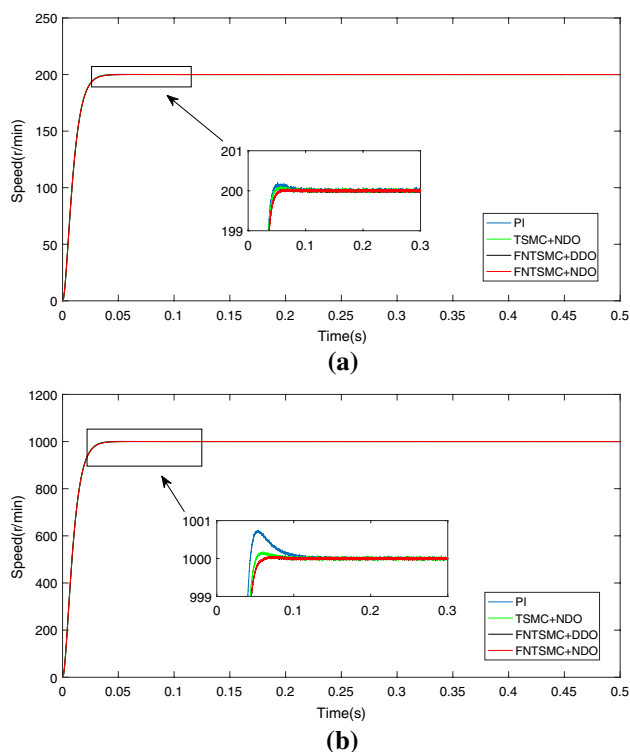 250
200
150
100
50
0
Speed(r/min)
201
200
199
0 0.1 0.2 0.3
PI
TSMC+NDO
FNTSMC+DDO
FNTSMC+NDO
0 0.05 0.1 0.15 0.2 0.25 0.3 0.35 0.4 0.45 0.5
Time(s)
(a)
1200
1000
800
600
400
200
0
Speed(r/min)
1001
1000
999
0 0.1 0.2 0.3
PI
TSMC+NDO
FNTSMC+DDO
FNTSMC+NDO
0 0.05 0.1 0.15 0.2 0.25 0.3 0.35 0.4 0.45 0.5
Time(s)
(b)